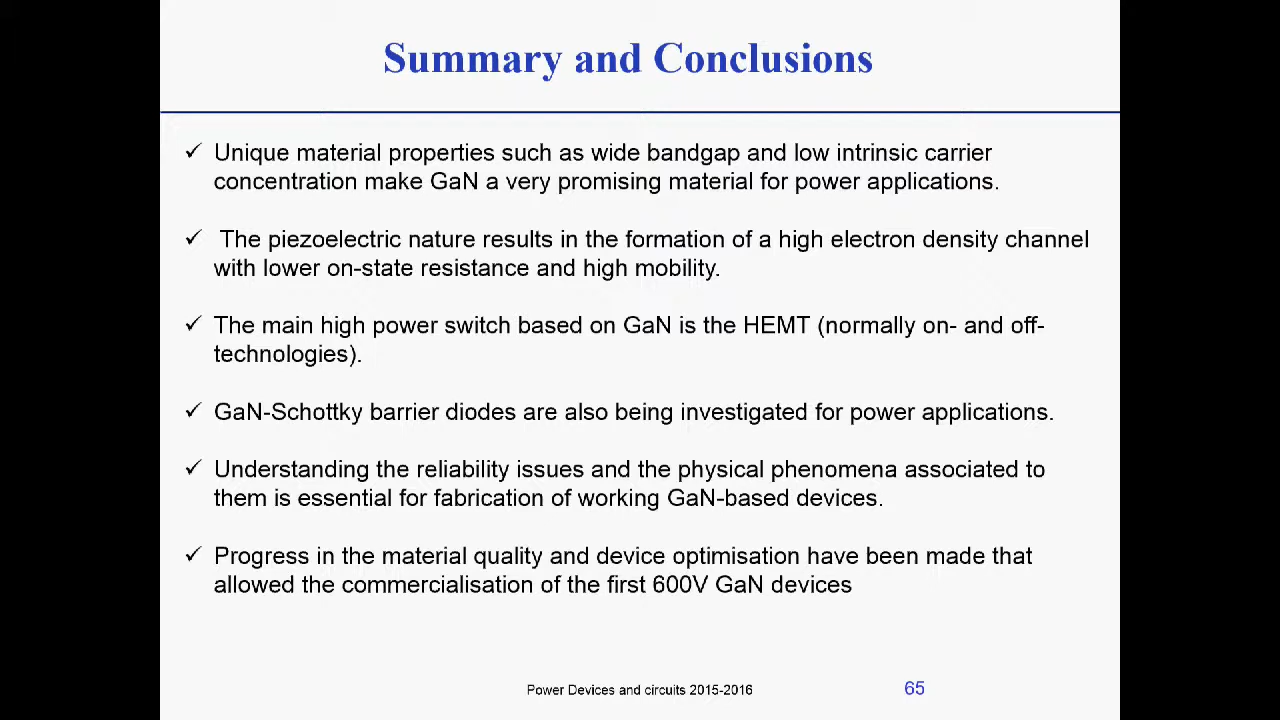 Summary and Conclusions
✓ Unique material properties such as wide bandgap and low intrinsic carrier
concentration make GaN a very promising material for power applications.
✓ The piezoelectric nature results in the formation of a high electron density channel
with lower on-state resistance and high mobility.
✓ The main high power switch based on GaN is the HEMT (normally on- and off-
technologies).
✓ GaN-Schottky barrier diodes are also being investigated for power applications.
✓ Understanding the reliability issues and the physical phenomena associated to
them is essential for fabrication of working GaN-based devices.
✓ Progress in the material quality and device optimisation have been made that
allowed the commercialisation of the first 600V GaN devices
Power Devices and circuits 2015-2016
65